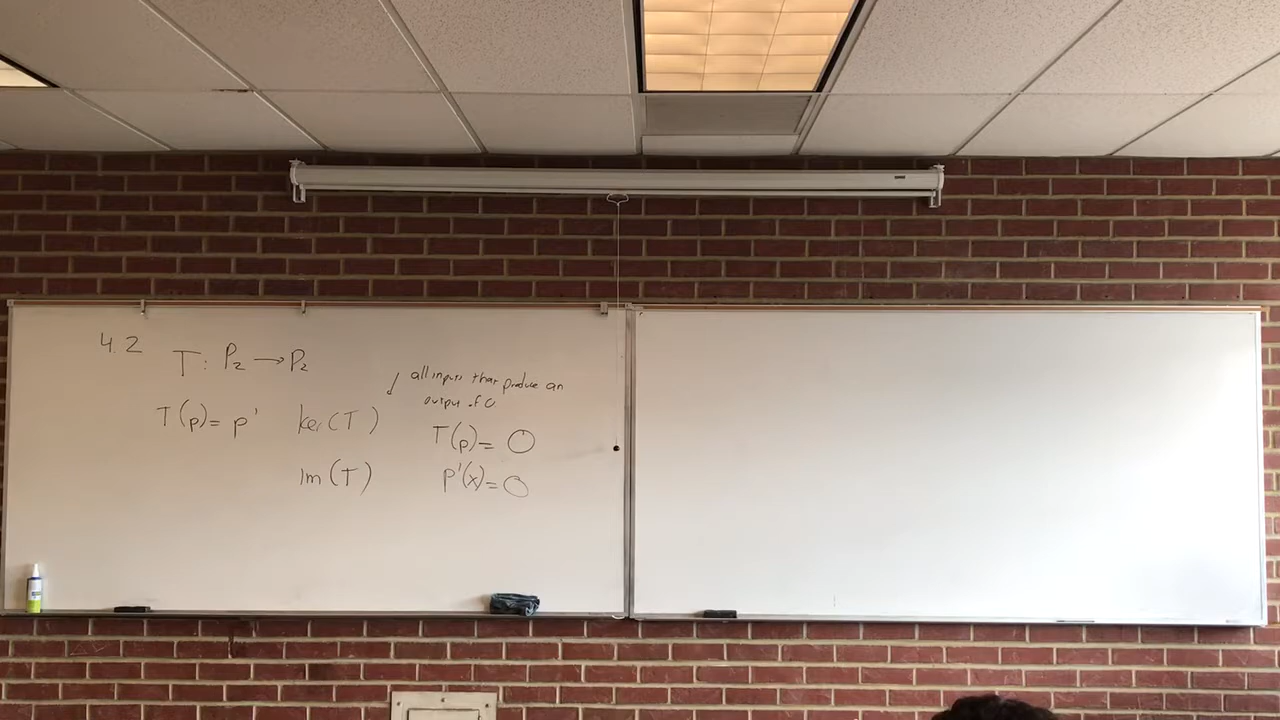 4.2
T: P₂ → P₂
all inputs that produce an
output of 0.
T(p) = p' ker(T) T(p) = 0
Im(T) p'(x) = 0